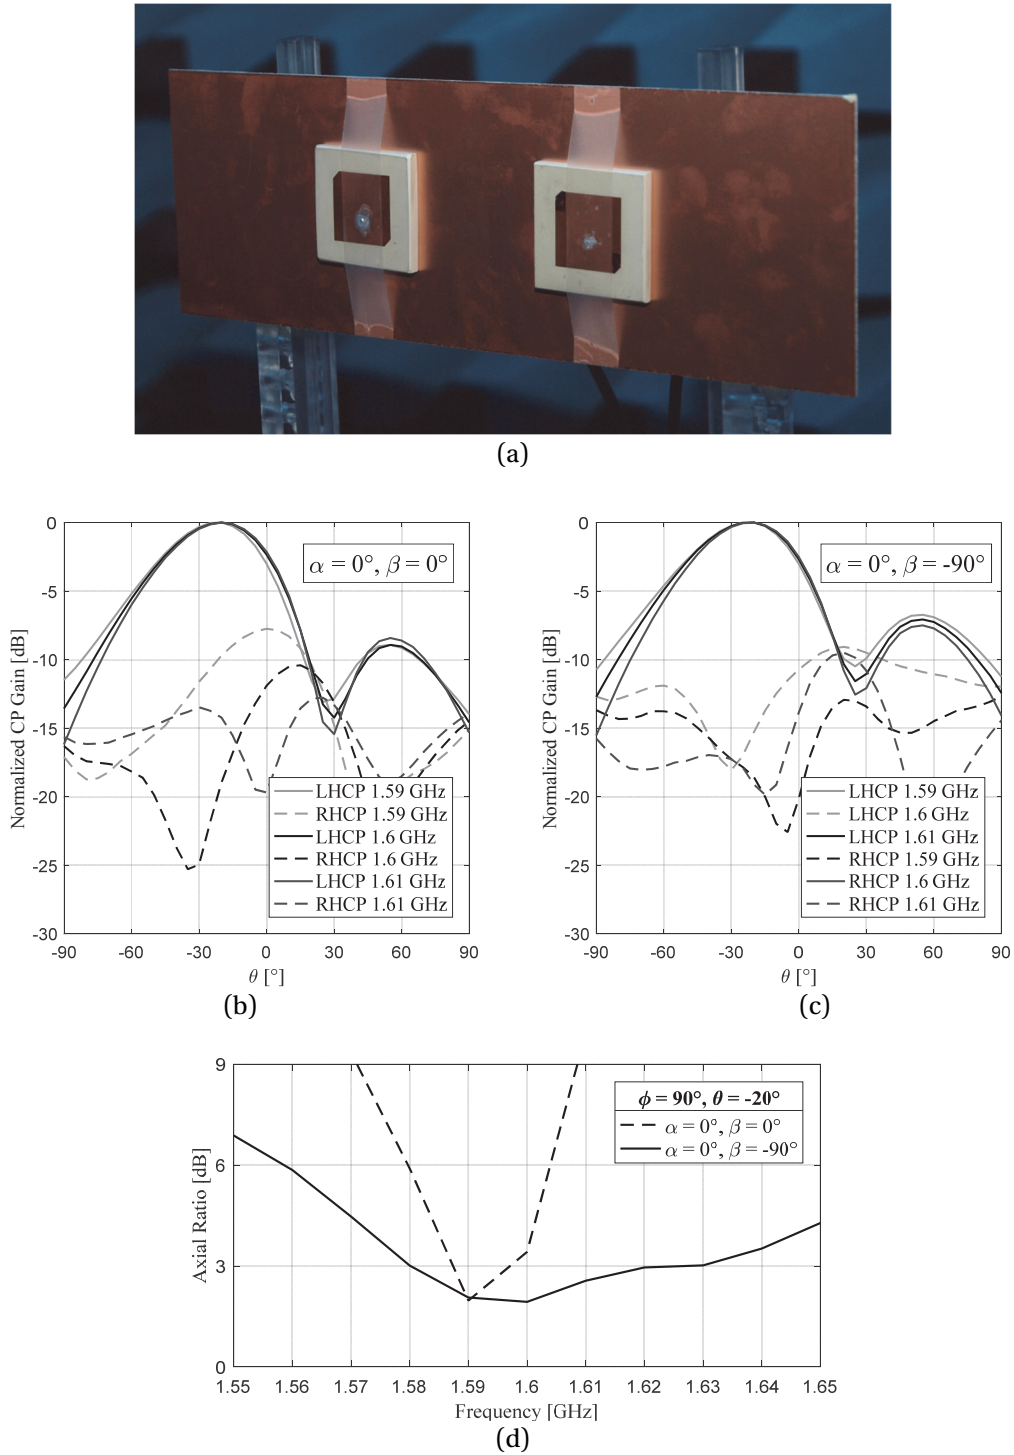 (a)
0
-5
-10
-15
-20
-25
-30
Normalized CP Gain [dB]
α = 0°, β = 0°
LHCP 1.59 GHz
RHCP 1.59 GHz
LHCP 1.6 GHz
RHCP 1.6 GHz
LHCP 1.61 GHz
RHCP 1.61 GHz
-90 -60 -30 0 30 60 90
θ [°]
(b)
0
-5
-10
-15
-20
-25
-30
Normalized CP Gain [dB]
α = 0°, β = -90°
LHCP 1.59 GHz
LHCP 1.6 GHz
LHCP 1.61 GHz
RHCP 1.59 GHz
RHCP 1.6 GHz
RHCP 1.61 GHz
-90 -60 -30 0 30 60 90
θ [°]
(c)
9
6
3
0
Axial Ratio [dB]
ϕ = 90°, θ = -20°
α = 0°, β = 0°
α = 0°, β = -90°
1.55 1.56 1.57 1.58 1.59 1.6 1.61 1.62 1.63 1.64 1.65
Frequency [GHz]
(d)